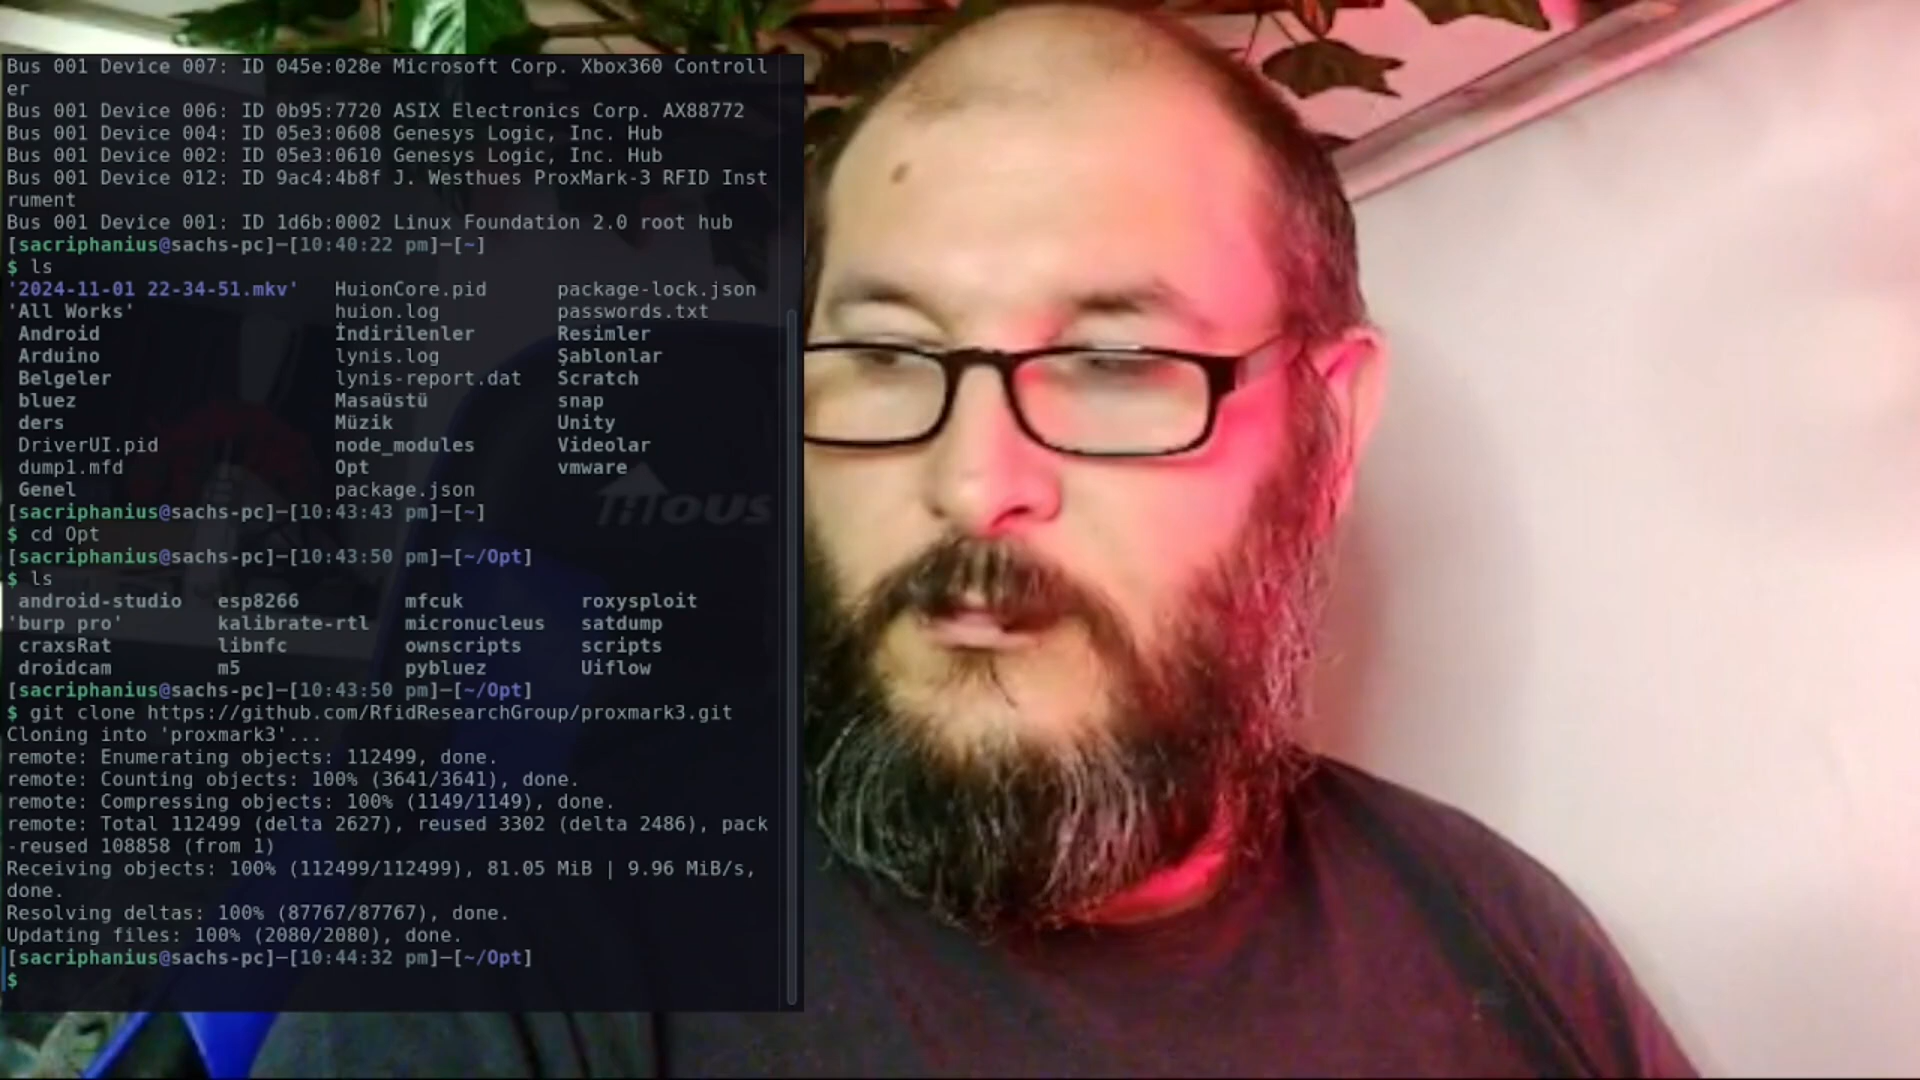 Bus 001 Device 007: ID 045e:028e Microsoft Corp. Xbox360 Controll
er
Bus 001 Device 006: ID 0b95:7720 ASIX Electronics Corp. AX88772
Bus 001 Device 004: ID 05e3:0608 Genesys Logic, Inc. Hub
Bus 001 Device 002: ID 05e3:0610 Genesys Logic, Inc. Hub
Bus 001 Device 012: ID 9ac4:4b8f J. Westhues ProxMark-3 RFID Inst
rument
Bus 001 Device 001: ID 1d6b:0002 Linux Foundation 2.0 root hub
[sacriphanius@sachs-pc]─[10:40:22 pm]─[~]
$ ls
'2024-11-01 22-34-51.mkv' HuionCore.pid package-lock.json
'All Works' huion.log passwords.txt
Android İndirilenler Resimler
Arduino lynis.log Şablonlar
Belgeler lynis-report.dat Scratch
bluez Masaüstü snap
ders Müzik Unity
DriverUI.pid node_modules Videolar
dump1.mfd Opt vmware
Genel package.json
[sacriphanius@sachs-pc]─[10:43:43 pm]─[~]
$ cd Opt
[sacriphanius@sachs-pc]─[10:43:50 pm]─[~/Opt]
$ ls
android-studio esp8266 mfcuk roxysploit
'burp pro' kalibrate-rtl micronucleus satdump
craxsRat libnfc ownscripts scripts
droidcam m5 pybluez Uiflow
[sacriphanius@sachs-pc]─[10:43:50 pm]─[~/Opt]
$ git clone https://github.com/RfidResearchGroup/proxmark3.git
Cloning into 'proxmark3'...
remote: Enumerating objects: 112499, done.
remote: Counting objects: 100% (3641/3641), done.
remote: Compressing objects: 100% (1149/1149), done.
remote: Total 112499 (delta 2627), reused 3302 (delta 2486), pack
-reused 108858 (from 1)
Receiving objects: 100% (112499/112499), 81.05 MiB | 9.96 MiB/s,
done.
Resolving deltas: 100% (87767/87767), done.
Updating files: 100% (2080/2080), done.
[sacriphanius@sachs-pc]─[10:44:32 pm]─[~/Opt]
$